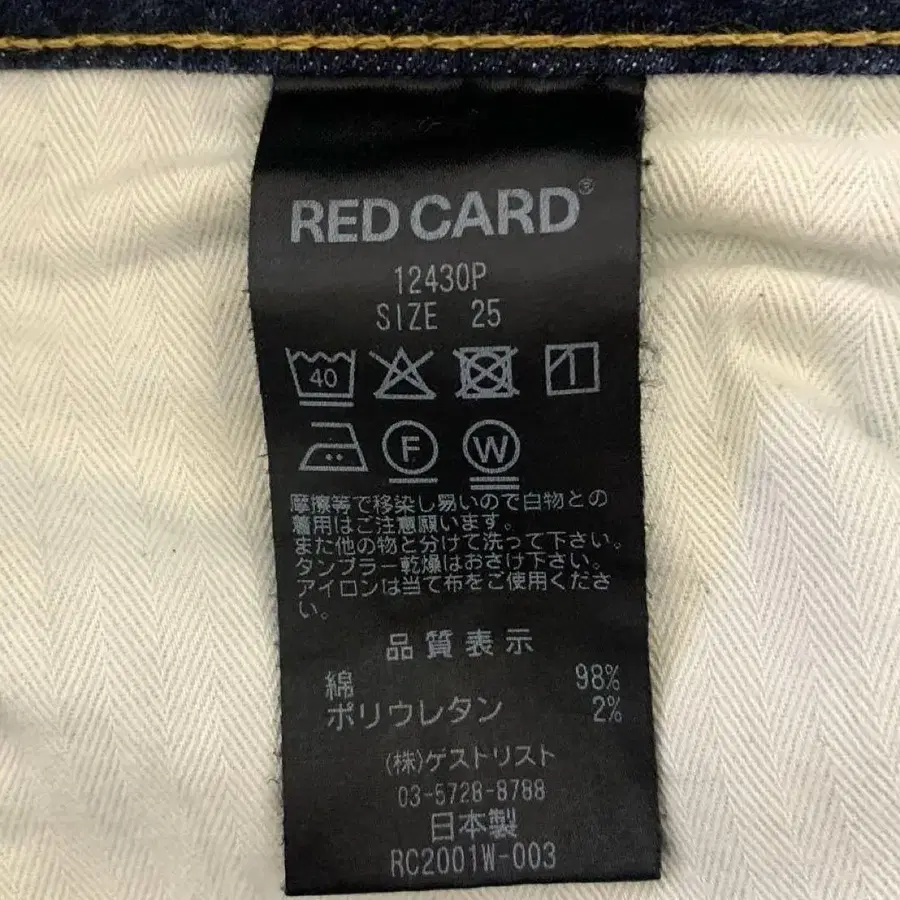 RED CARD®
12430P
SIZE 25
40
F W
摩擦等で移染し易いので白物との
着用はご注意願います。
また他の物と分けて洗って下さい。
タンブラー乾燥はおさけ下さい。
アイロンは当て布をご使用くださ
い。
品質表示
綿 98%
ポリウレタン 2%
(株)ゲストリスト
03-5728-8788
日本製
RC2001W-003